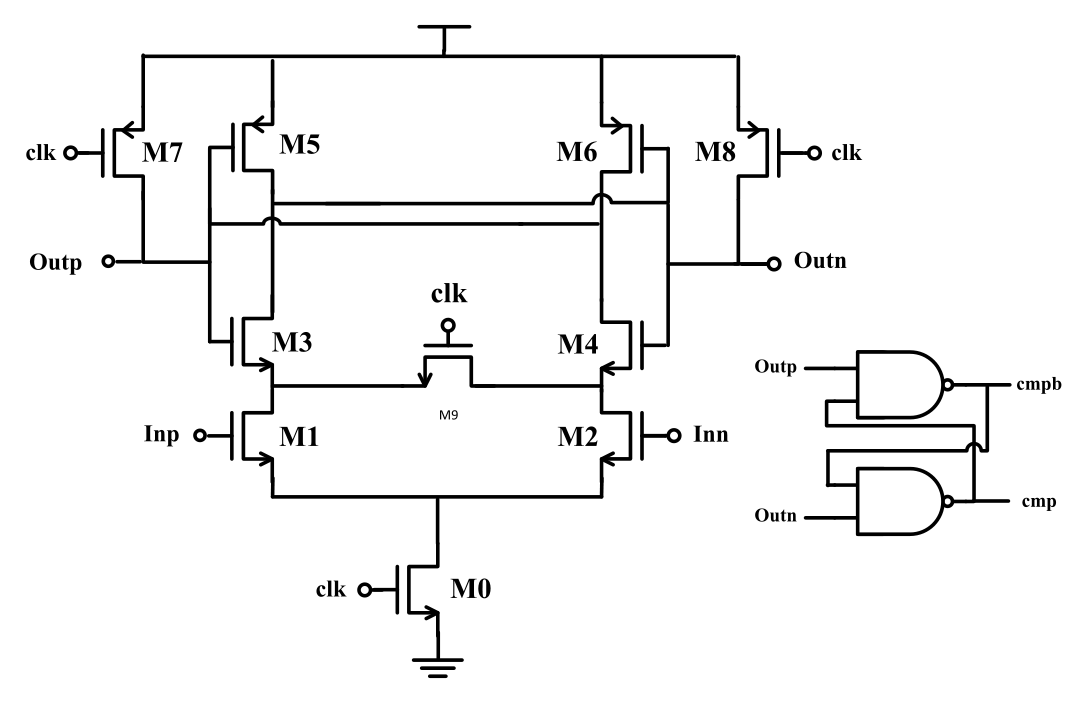 clk
M7
M5
M6
M8
clk
Outp
Outn
clk
M3
M4
M9
Inp
M1
M2
Inn
clk
M0
Outp
cmpb
Outn
cmp